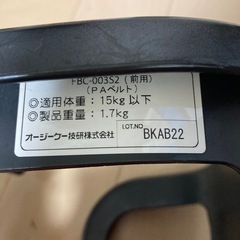 FBC-003S2 (前用)
(PAベルト)
◎適用体重：15kg以下
◎製品重量：1.7kg
オージーケー技研株式会社
LOT.NO
BKAB22